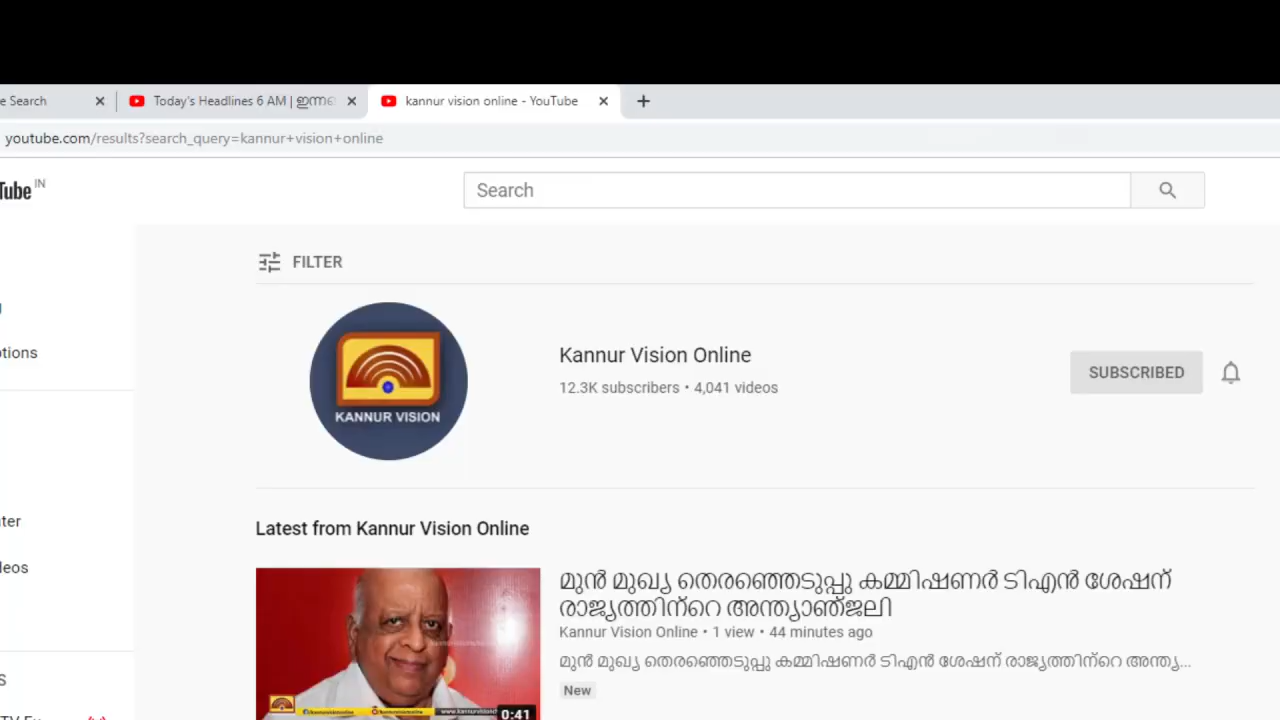 e Search
Today's Headlines 6 AM | ഇന്നത്
kannur vision online - YouTube
youtube.com/results?search_query=kannur+vision+online
Tube IN
Search
FILTER
KANNUR VISION
Kannur Vision Online
12.3K subscribers • 4,041 videos
SUBSCRIBED
ptions
Latest from Kannur Vision Online
മുൻ മുഖ്യ തെരഞ്ഞെടുപ്പു കമ്മിഷണർ ടിഎൻ ശേഷന്
രാജ്യത്തിന്റെ അന്ത്യാഞ്ജലി
Kannur Vision Online • 1 view • 44 minutes ago
മുൻ മുഖ്യ തെരഞ്ഞെടുപ്പു കമ്മിഷണർ ടിഎൻ ശേഷന് രാജ്യത്തിന്റെ അന്ത്യ...
New
0:41